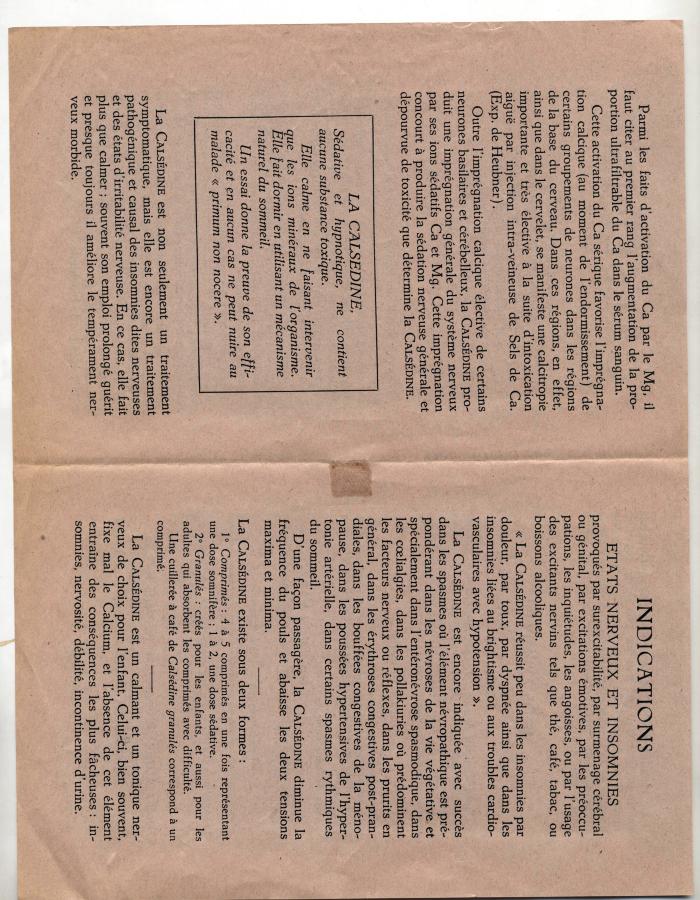 Parmi les faits d'activation du Ca par le Mg, il
faut citer au premier rang l'augmentation de la pro-
portion ultrafiltrable du Ca dans le sérum sanguin.
Cette activation du Ca sérique favorise l'imprégna-
tion calcique (au moment de l'endormissement) de
certains groupements de neurones dans les régions
de la base du cerveau. Dans ces régions, en effet,
ainsi que dans le cervelet, se manifeste une calciotropie
importante et très élective à la suite d'intoxication
aiguë par injection intra-veineuse de Sels de Ca.
(Exp. de Heubner).
Outre l'imprégnation calcique élective de certains
neurones basilaires et cérébelleux, la CALSÉDINE pro-
duit une imprégnation générale du système nerveux
par ses ions sédatifs Ca et Mg. Cette imprégnation
concourt à produire la sédation nerveuse générale et
dépourvue de toxicité que détermine la CALSÉDINE.
LA CALSEDINE
Sédative et hypnotique, ne contient
aucune substance toxique.
Elle calme en ne faisant intervenir
que les ions minéraux de l'organisme.
Elle fait dormir en utilisant un mécanisme
naturel du sommeil.
Un essai donne la preuve de son effi-
cacité et en aucun cas ne peut nuire au
malade « primum non nocere ».
La CALSÉDINE est non seulement un traitement
symptomatique, mais elle est encore un traitement
pathogénique et causal des insomnies dites nerveuses
et des états d'irritabilité nerveuse. En ce cas, elle fait
plus que calmer ; souvent son emploi prolongé guérit
et presque toujours il améliore le tempérament ner-
veux morbide.
INDICATIONS
ETATS NERVEUX ET INSOMNIES
provoqués par surexcitabilité, par surmenage cérébral
ou génital, par excitations émotives, par les préoccu-
pations, les inquiétudes, les angoisses, ou par l'usage
des excitants nervins tels que thé, café, tabac, ou
boissons alcooliques.
« La CALSÉDINE réussit peu dans les insomnies par
douleur, par toux, par dyspnée ainsi que dans les
insomnies liées au brightisme ou aux troubles cardio-
vasculaires avec hypotension ».
La CALSÉDINE est encore indiquée avec succès
dans les spasmes où l'élément névropathique est pré-
pondérant dans les névroses de la vie végétative et
spécialement dans l'entéronévrose spasmodique, dans
les cœlialgies, dans les pollakiuries où prédominent
les facteurs nerveux ou réflexes, dans les prurits en
général, dans les érythroses congestives post-pran-
diales, dans les bouffées congestives de la méno-
pause, dans les poussées hypertensives de l'hyper-
tonie artérielle, dans certains spasmes rythmiques
du sommeil.
D'une façon passagère, la CALSÉDINE diminue la
fréquence du pouls et abaisse les deux tensions
maxima et minima.
La CALSÉDINE existe sous deux formes :
1° Comprimés : 4 à 5 comprimés en une fois représentant
une dose somnifère ; 1 à 2, une dose sédative.
2° Granulés : créés pour les enfants, et aussi pour les
adultes qui absorbent les comprimés avec difficulté.
Une cuillerée à café de Calsédine granulés correspond à un
comprimé.
La CALSÉDINE est un calmant et un tonique ner-
veux de choix pour l'enfant. Celui-ci, bien souvent,
fixe mal le Calcium, et l'absence de cet élément
entraîne des conséquences les plus fâcheuses : in-
somnies, nervosité, débilité, incontinence d'urine.